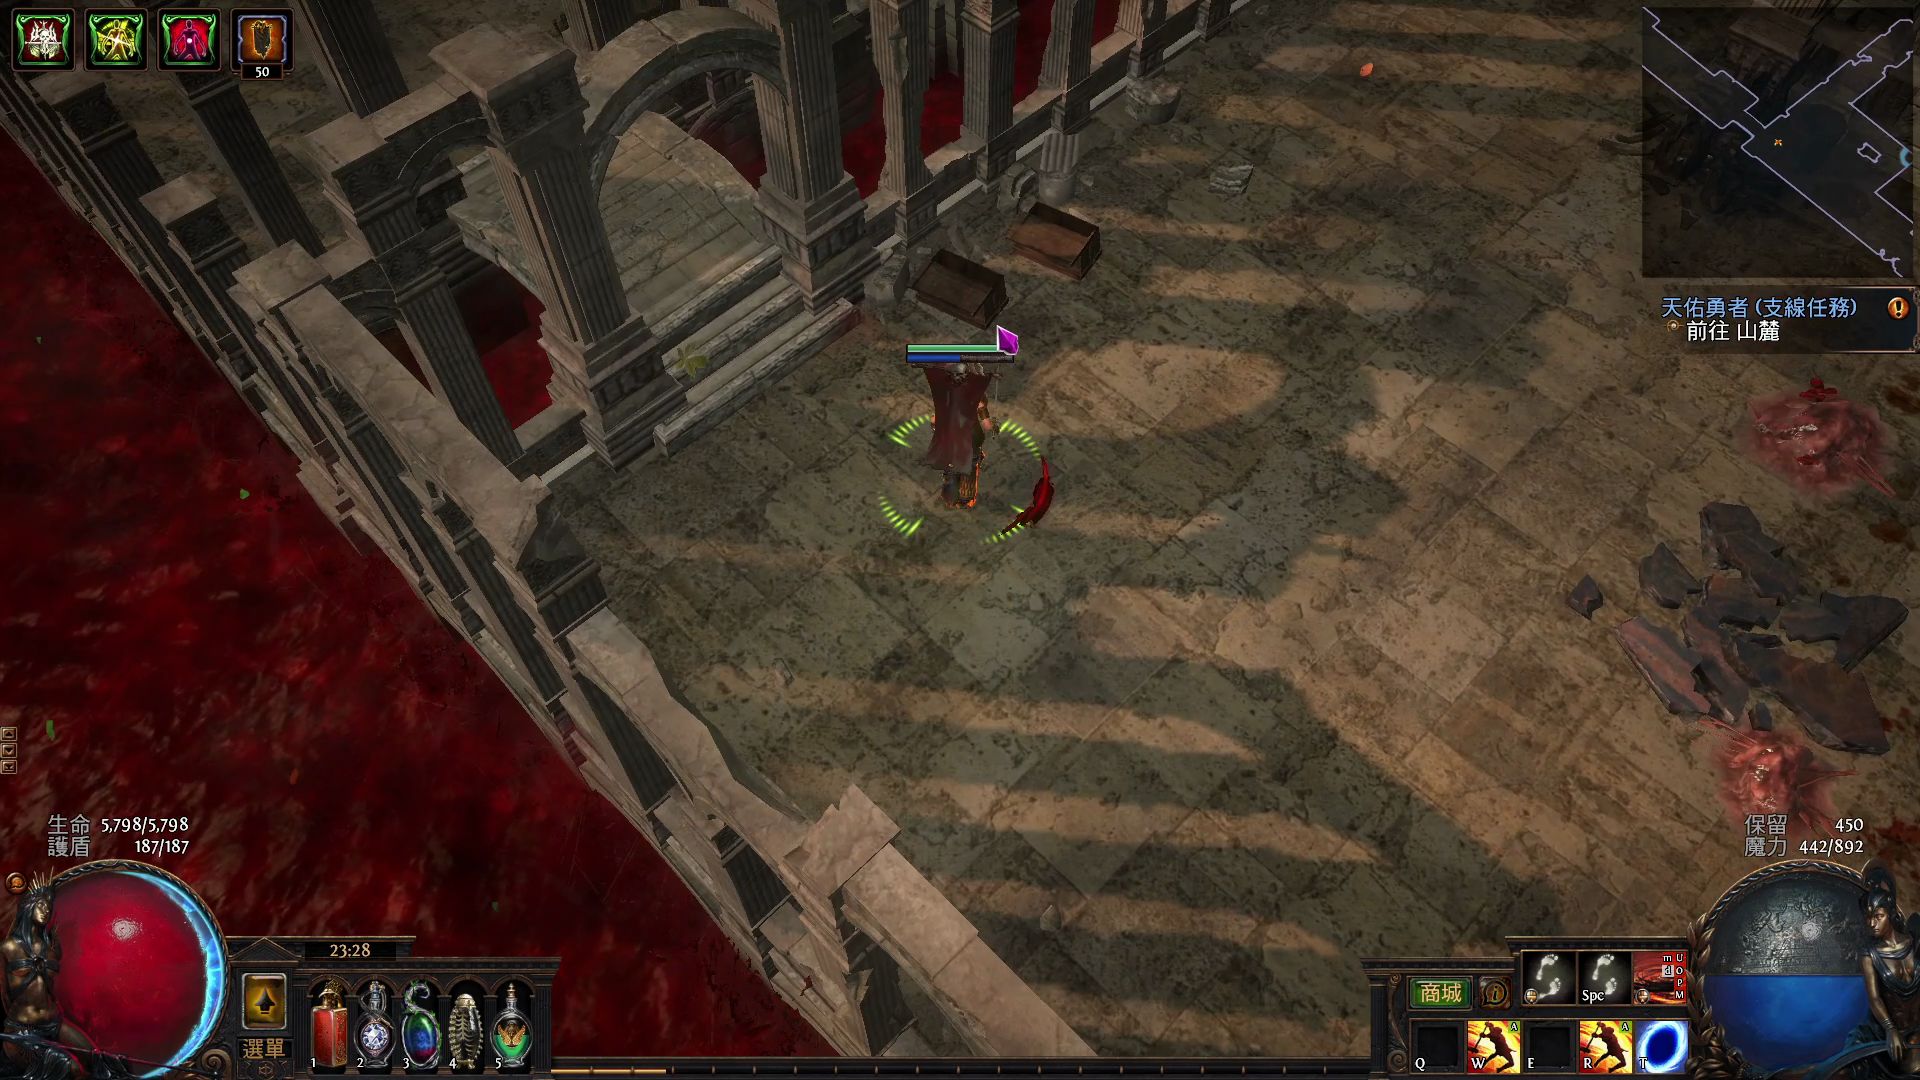 50
天佑勇者 (支線任務)
前往 山麓
生命 5,798/5,798
護盾 187/187
保留 450
魔力 442/892
23:28
選單
1 2 3 4 5
商城
Spc
m U
d O
P
M
A A
Q W E R T